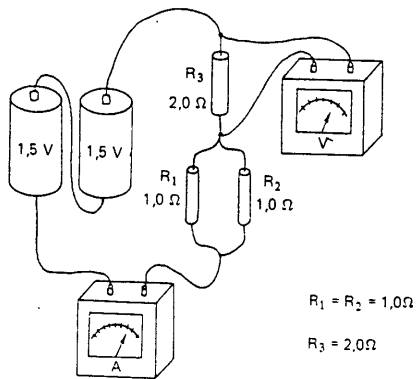 R₃
2,0 Ω
1,5 V
1,5 V
R₁
1,0 Ω
R₂
1,0 Ω
V
A
R₁ = R₂ = 1,0Ω
R₃ = 2,0Ω